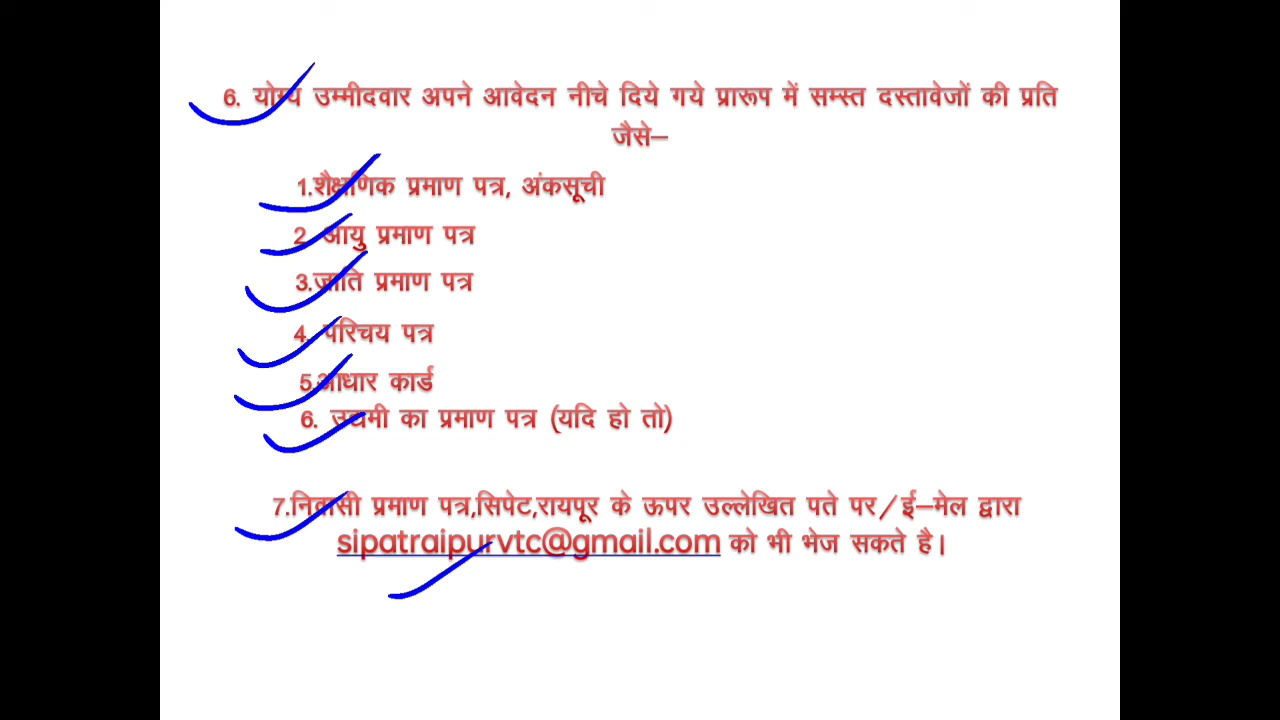 6. योग्य उम्मीदवार अपने आवेदन नीचे दिये गये प्रारूप में सम्स्त दस्तावेजों की प्रति
जैसे–
1.शैक्षणिक प्रमाण पत्र, अंकसूची
2. आयु प्रमाण पत्र
3.जाति प्रमाण पत्र
4. परिचय पत्र
5.आधार कार्ड
6. उद्यमी का प्रमाण पत्र (यदि हो तो)
7.निवासी प्रमाण पत्र,सिपेट,रायपूर के ऊपर उल्लेखित पते पर/ई–मेल द्वारा
sipatraipurvtc@gmail.com को भी भेज सकते है।